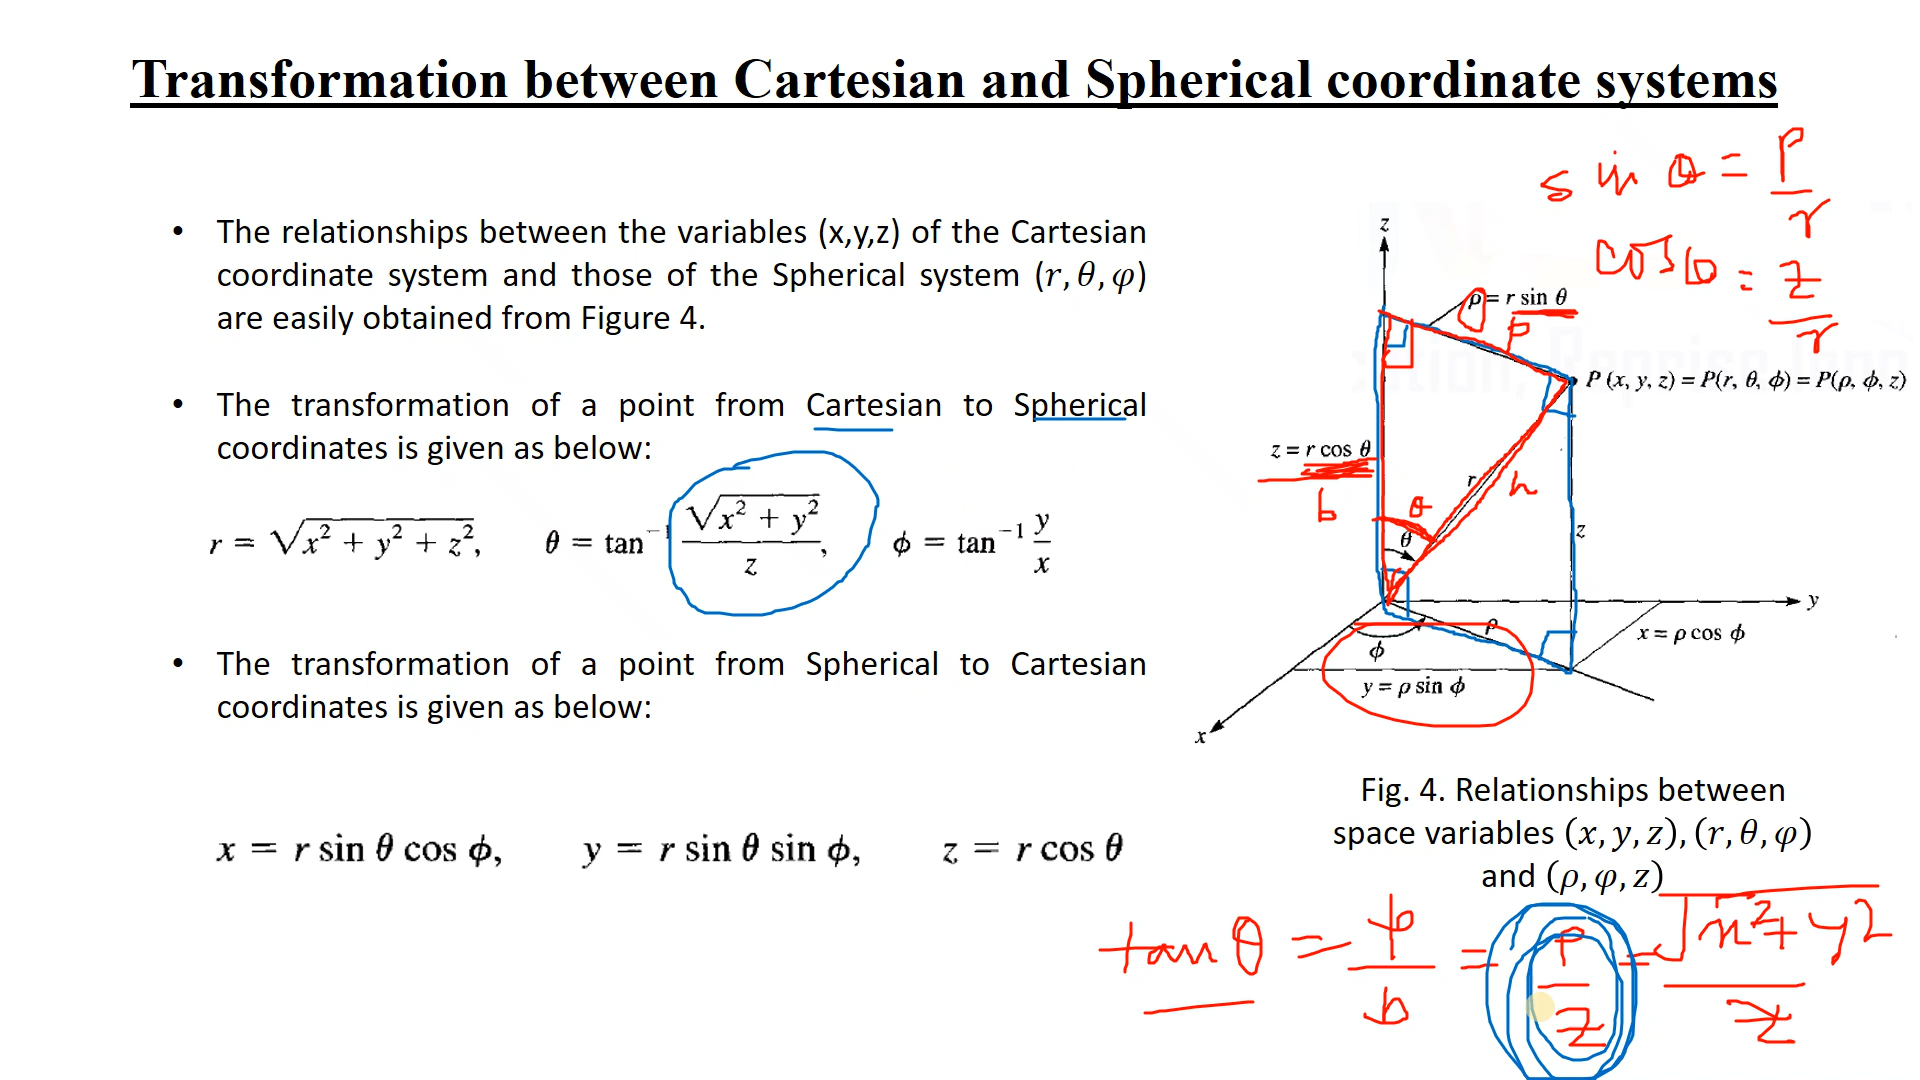 Transformation between Cartesian and Spherical coordinate systems
• The relationships between the variables (x,y,z) of the Cartesian
coordinate system and those of the Spherical system (r, θ, φ)
are easily obtained from Figure 4.
• The transformation of a point from Cartesian to Spherical
coordinates is given as below:
r = √x² + y² + z², θ = tan⁻¹ √x² + y² / z, ϕ = tan⁻¹ y/x
• The transformation of a point from Spherical to Cartesian
coordinates is given as below:
x = r sin θ cos ϕ, y = r sin θ sin ϕ, z = r cos θ
sin θ = p/r
cos θ = z/r
z
ρ = r sin θ
p
P (x, y, z) = P(r, θ, ϕ) = P(ρ, ϕ, z)
z = r cos θ
b
r
h
θ
θ
z
y
ρ
x = ρ cos ϕ
ϕ
y = ρ sin ϕ
x
Fig. 4. Relationships between
space variables (x, y, z), (r, θ, φ)
and (ρ, φ, z)
tan θ = p/b = ρ/z = √x² + y2 / z